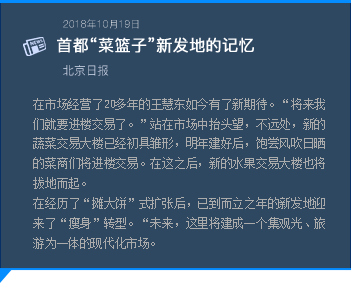 2018年10月19日
首都“菜篮子”新发地的记忆
北京日报
在市场经营了20多年的王慧东如今有了新期待。“将来我
们就要进楼交易了。”站在市场中抬头望，不远处，新的
蔬菜交易大楼已经初具雏形，明年建好后，饱尝风吹日晒
的菜商们将进楼交易。在这之后，新的水果交易大楼也将
拔地而起。
在经历了“摊大饼”式扩张后，已到而立之年的新发地迎
来了“瘦身”转型。“未来，这里将建成一个集观光、旅
游为一体的现代化市场。